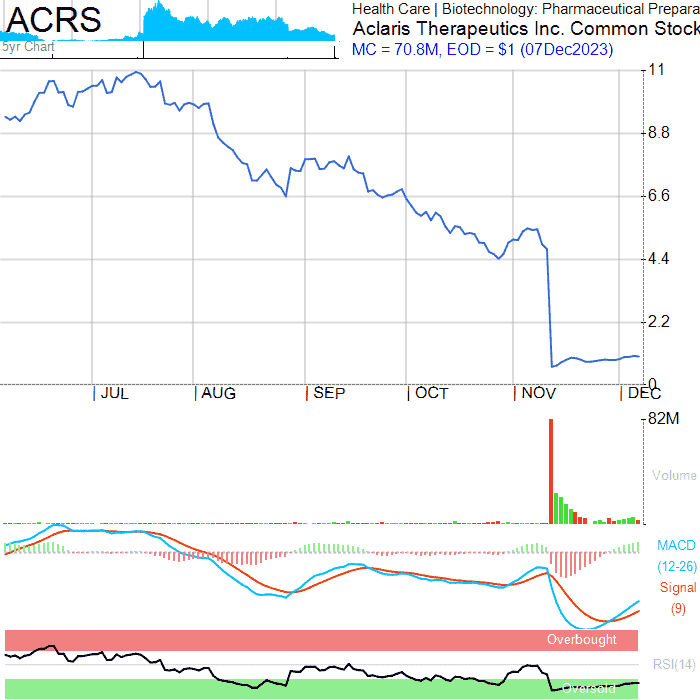 ACRS
5yr Chart
Health Care | Biotechnology: Pharmaceutical Prepara
Aclaris Therapeutics Inc. Common Stock
MC = 70.8M, EOD = $1 (07Dec2023)
11
8.8
6.6
4.4
2.2
0
JUL AUG SEP OCT NOV DEC
82M
Volume
MACD
(12-26)
Signal
(9)
Overbought
RSI(14)
Oversold